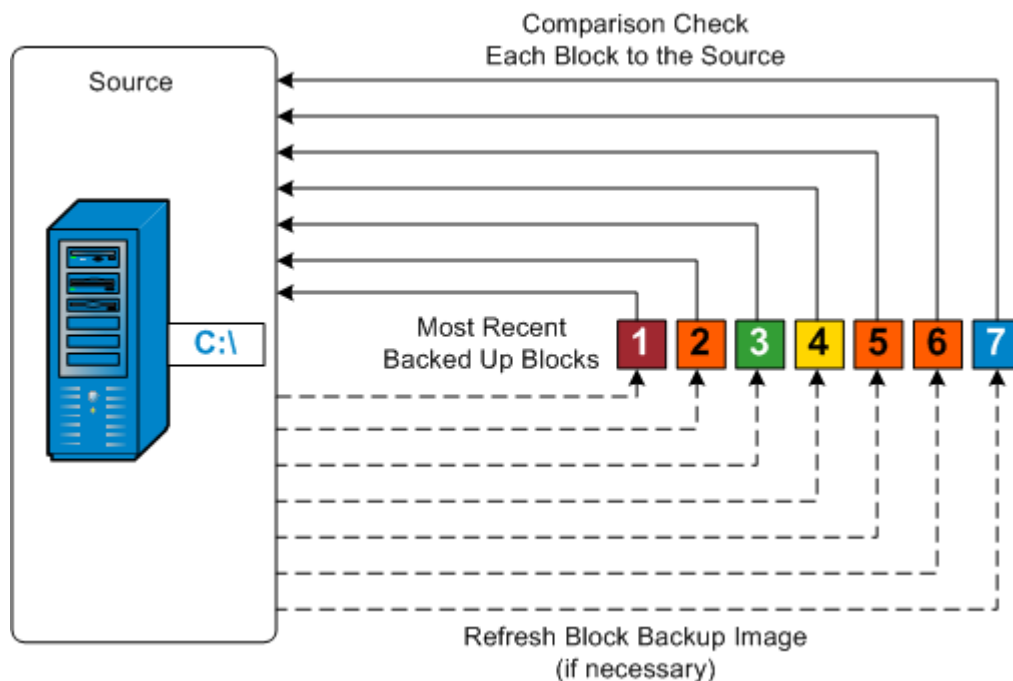 Comparison Check
Each Block to the Source
Source
C:\
Most Recent
Backed Up Blocks
1 2 3 4 5 6 7
Refresh Block Backup Image
(if necessary)